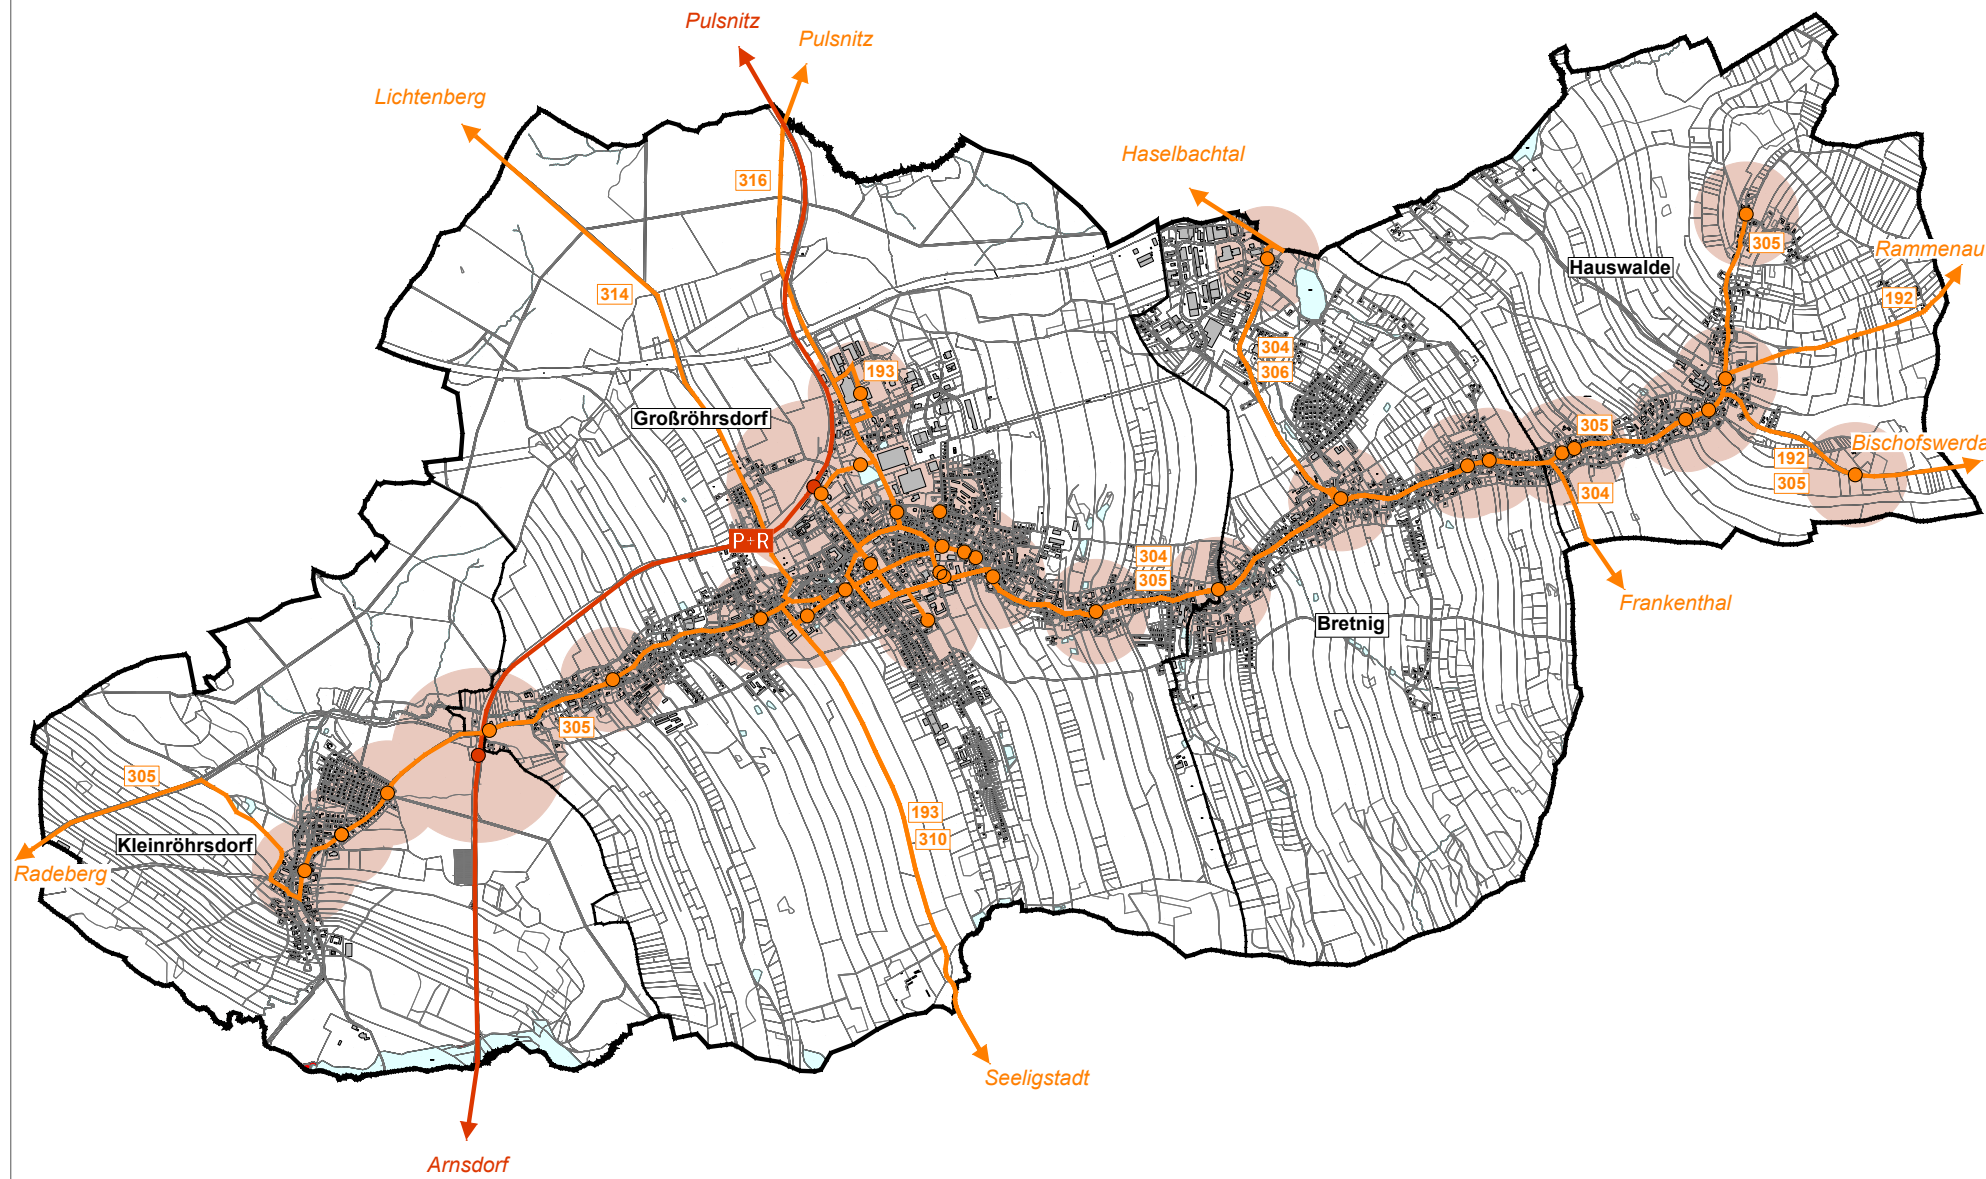 Pulsnitz
Pulsnitz
Lichtenberg
Haselbachtal
316
314
305
Rammenau
Hauswalde
192
304
306
193
Großröhrsdorf
305
Bischofswerda
192
305
304
P+R
304
305
Frankenthal
Bretnig
305
305
193
310
Kleinröhrsdorf
Radeberg
Seeligstadt
Arnsdorf